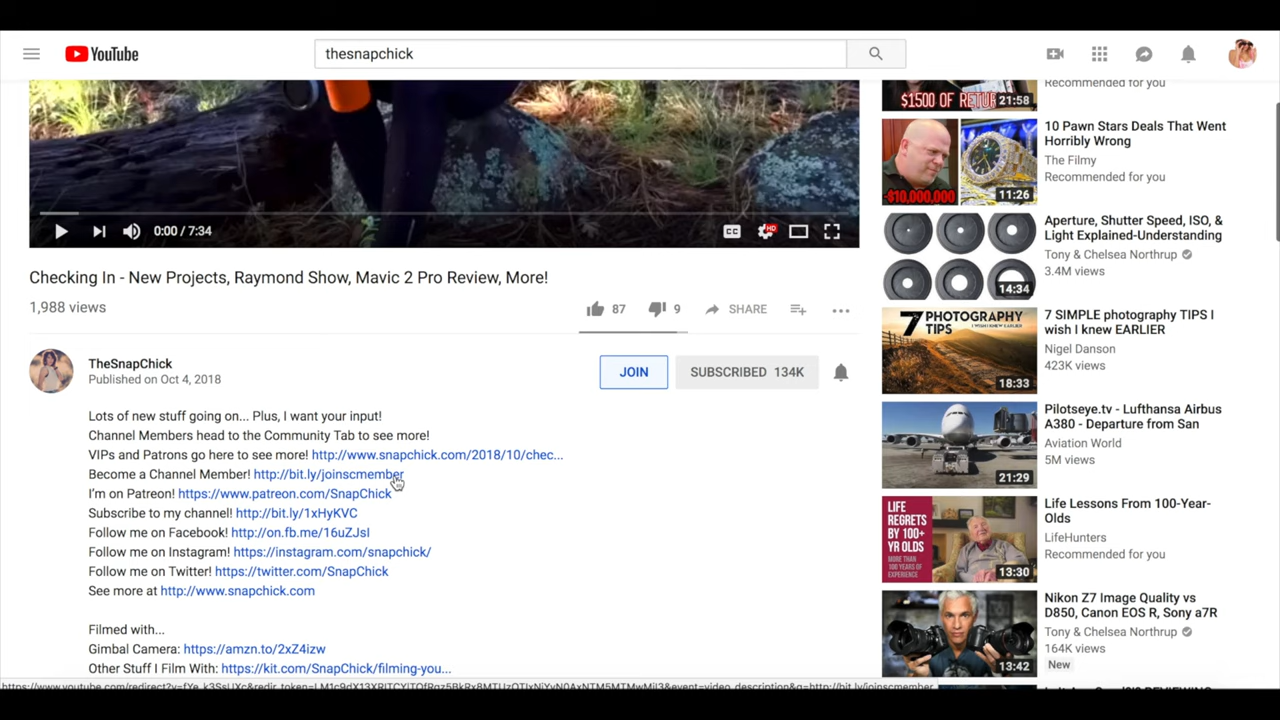 YouTube
thesnapchick
0:00 / 7:34
CC
HD
Checking In - New Projects, Raymond Show, Mavic 2 Pro Review, More!
1,988 views
87
9
SHARE
TheSnapChick
Published on Oct 4, 2018
JOIN
SUBSCRIBED 134K
Lots of new stuff going on... Plus, I want your input!
Channel Members head to the Community Tab to see more!
VIPs and Patrons go here to see more! http://www.snapchick.com/2018/10/chec...
Become a Channel Member! http://bit.ly/joinscmember
I'm on Patreon! https://www.patreon.com/SnapChick
Subscribe to my channel! http://bit.ly/1xHyKVC
Follow me on Facebook! http://on.fb.me/16uZJsI
Follow me on Instagram! https://instagram.com/snapchick/
Follow me on Twitter! https://twitter.com/SnapChick
See more at http://www.snapchick.com
Filmed with...
Gimbal Camera: https://amzn.to/2xZ4izw
Other Stuff I Film With: https://kit.com/SnapChick/filming-you...
$1500 OF
21:58
Recommended for you
-$10,000,000
11:26
10 Pawn Stars Deals That Went
Horribly Wrong
The Filmy
Recommended for you
14:34
Aperture, Shutter Speed, ISO, &
Light Explained-Understanding
Tony & Chelsea Northrup
3.4M views
7 PHOTOGRAPHY
TIPS
18:33
7 SIMPLE photography TIPS I
wish I knew EARLIER
Nigel Danson
423K views
21:29
Pilotseye.tv - Lufthansa Airbus
A380 - Departure from San
Aviation World
5M views
LIFE
REGRETS
BY 100+
YR OLDS
MORE THAN
100 YEARS OF
EXPERIENCE
13:30
Life Lessons From 100-Year-
Olds
LifeHunters
Recommended for you
13:42
Nikon Z7 Image Quality vs
D850, Canon EOS R, Sony a7R
Tony & Chelsea Northrup
164K views
New